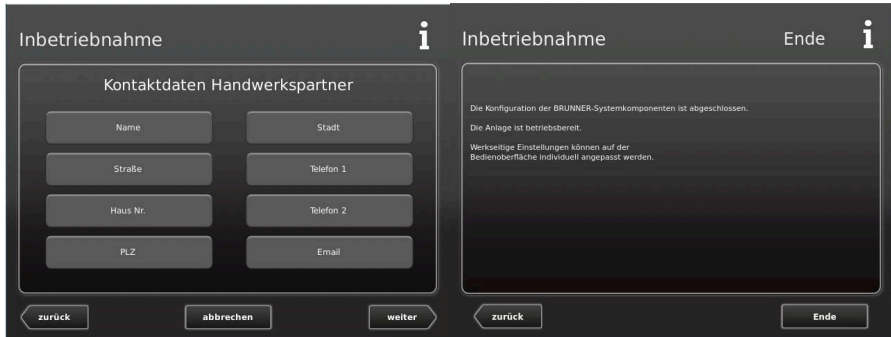 Inbetriebnahme
i
Kontaktdaten Handwerkspartner
Name
Stadt
Straße
Telefon 1
Haus Nr.
Telefon 2
PLZ
Email
zurück
abbrechen
weiter
Inbetriebnahme
Ende
i
Die Konfiguration der BRUNNER-Systemkomponenten ist abgeschlossen.
Die Anlage ist betriebsbereit.
Werkseitige Einstellungen können auf der
Bedienoberfläche individuell angepasst werden.
zurück
Ende